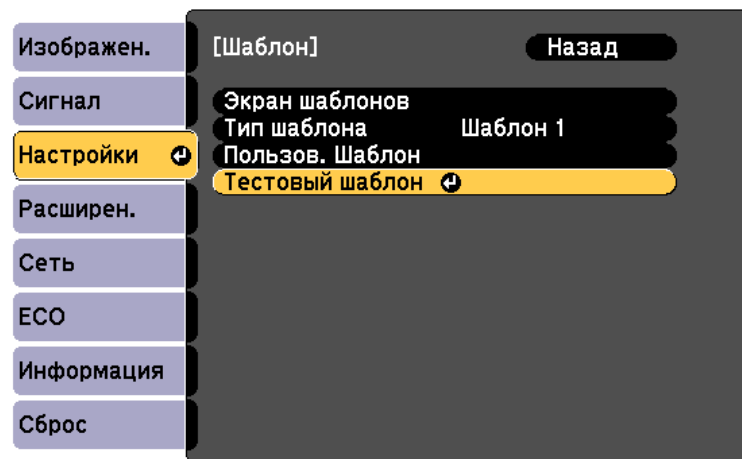 Изображен.
Сигнал
Настройки
Расширен.
Сеть
ECO
Информация
Сброс
[Шаблон] Назад
Экран шаблонов
Тип шаблона Шаблон 1
Пользов. Шаблон
Тестовый шаблон